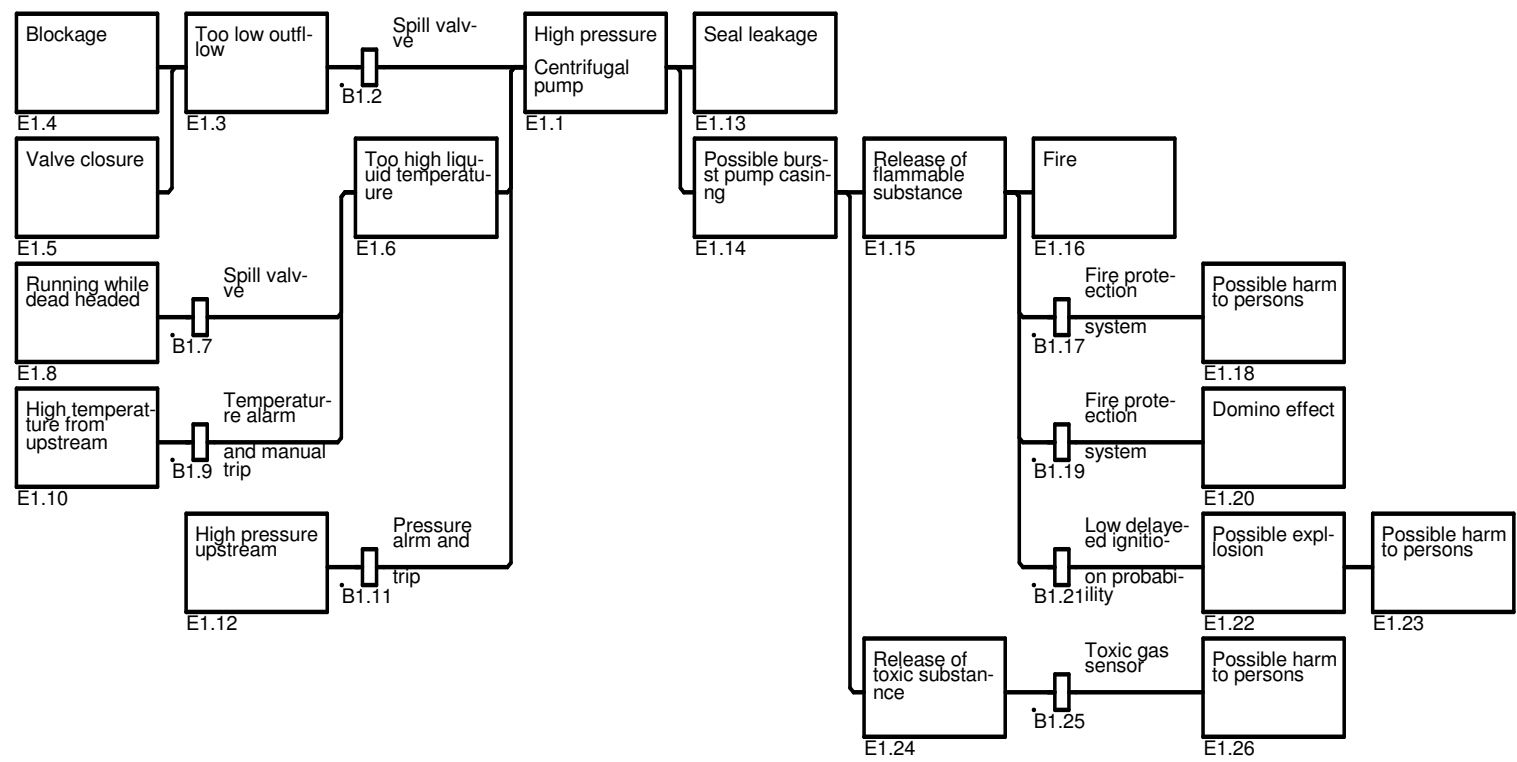 Blockage
E1.4
Too low outfl-
low
E1.3
Spill valv-
ve
B1.2
High pressure
Centrifugal
pump
E1.1
Seal leakage
E1.13
Valve closure
E1.5
Too high liqu-
uid temperatu-
ure
E1.6
Possible burs-
st pump casin-
ng
E1.14
Release of
flammable
substance
E1.15
Fire
E1.16
Running while
dead headed
E1.8
Spill valv-
ve
B1.7
Fire prote-
ection
system
B1.17
Possible harm
to persons
E1.18
High temperat-
ture from
upstream
E1.10
Temperatur-
re alarm
and manual
trip
B1.9
Fire prote-
ection
system
B1.19
Domino effect
E1.20
High pressure
upstream
E1.12
Pressure
alrm and
trip
B1.11
Low delaye-
ed ignitio-
on probabi-
ility
B1.21
Possible expl-
losion
E1.22
Possible harm
to persons
E1.23
Release of
toxic substan-
nce
E1.24
Toxic gas
sensor
B1.25
Possible harm
to persons
E1.26